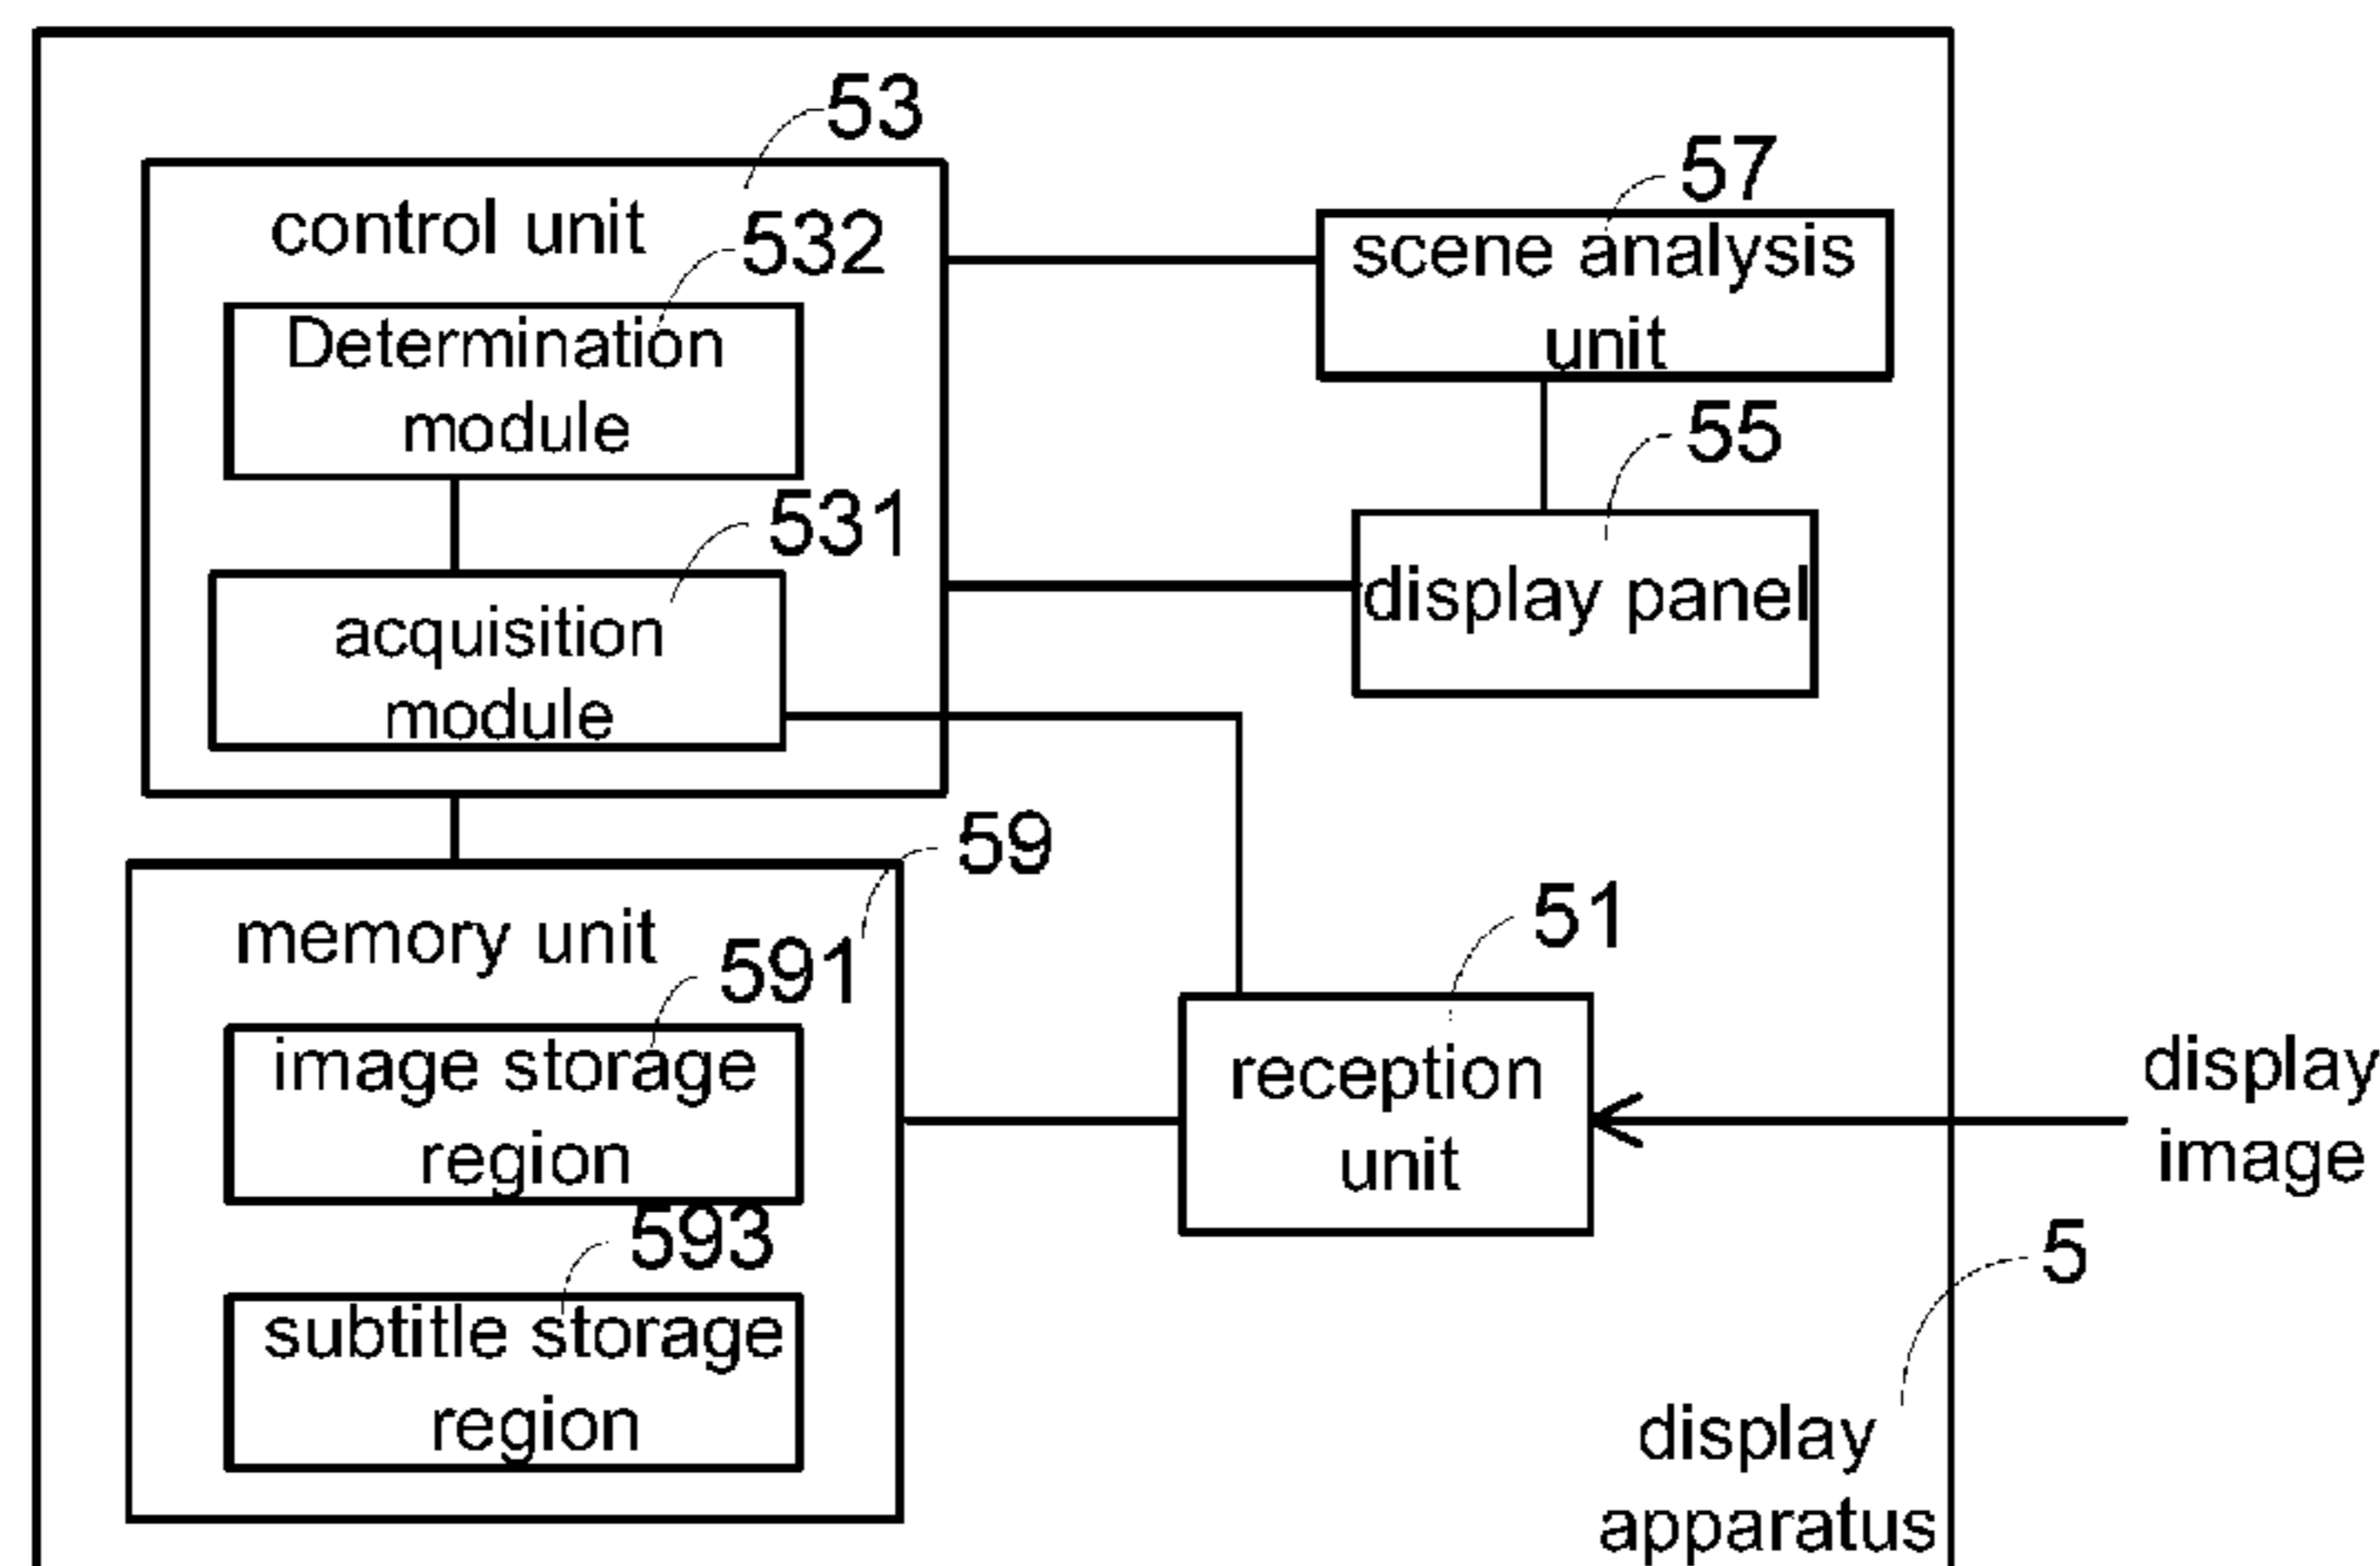 53
control unit
532
Determination
module
531
acquisition
module
57
scene analysis
unit
55
display panel
59
memory unit
591
image storage
region
593
subtitle storage
region
51
reception
unit
display
image
5
display
apparatus